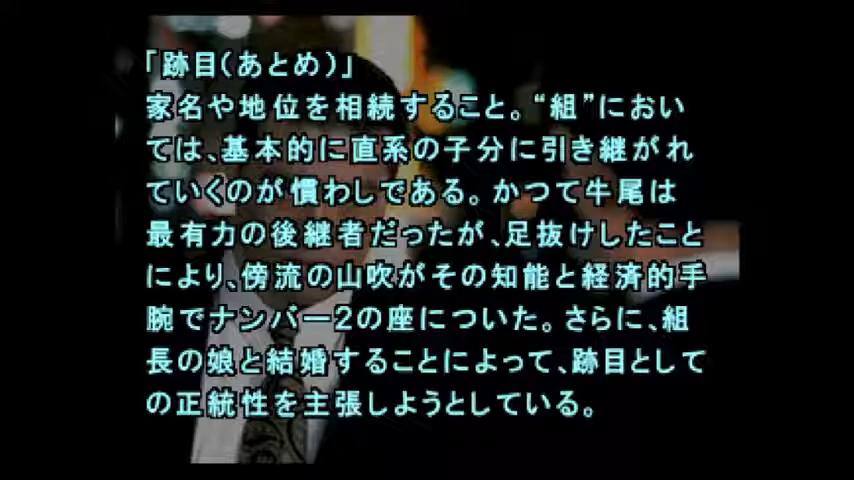 「跡目(あとめ)」
家名や地位を相続すること。“組”におい
ては、基本的に直系の子分に引き継がれ
ていくのが慣わしである。かつて牛尾は
最有力の後継者だったが、足抜けしたこと
により、傍流の山吹がその知能と経済的手
腕でナンバー2の座についた。さらに、組
長の娘と結婚することによって、跡目として
の正統性を主張しようとしている。